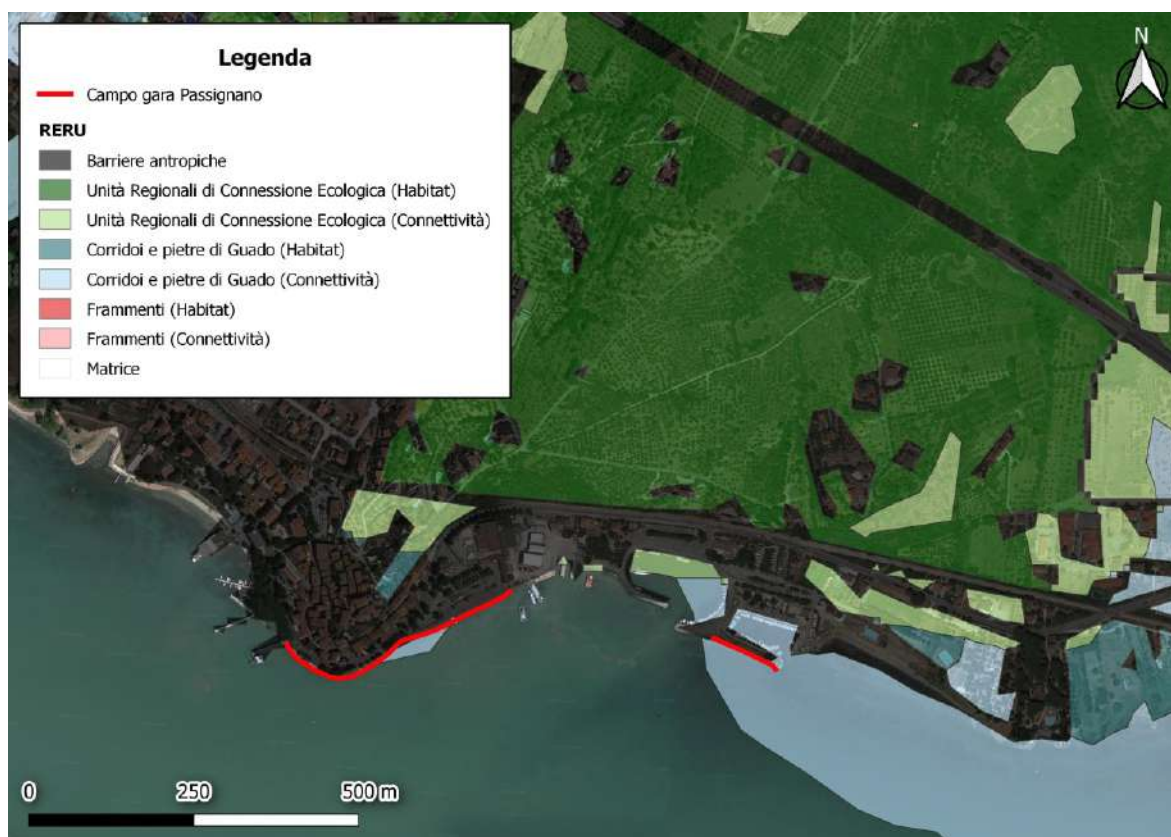 Legenda
Campo gara Passignano
RERU
Barriere antropiche
Unità Regionali di Connessione Ecologica (Habitat)
Unità Regionali di Connessione Ecologica (Connettività)
Corridoi e pietre di Guado (Habitat)
Corridoi e pietre di Guado (Connettività)
Frammenti (Habitat)
Frammenti (Connettività)
Matrice
N
0 250 500 m